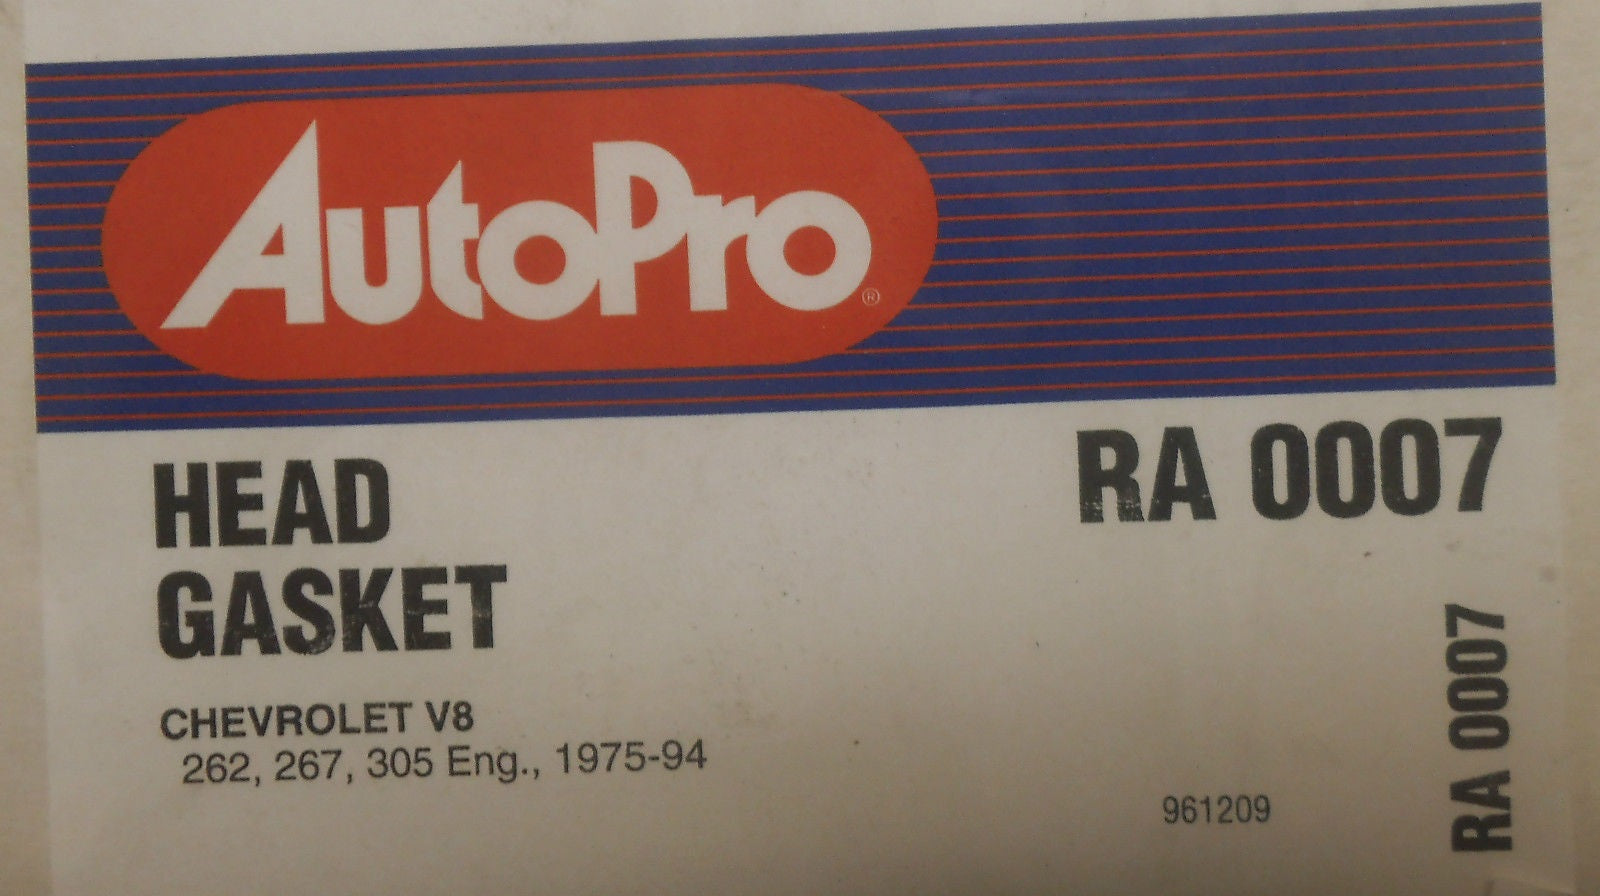 AutoPro®
HEAD
GASKET
RA 0007
CHEVROLET V8
262, 267, 305 Eng., 1975-94
961209
RA 0007